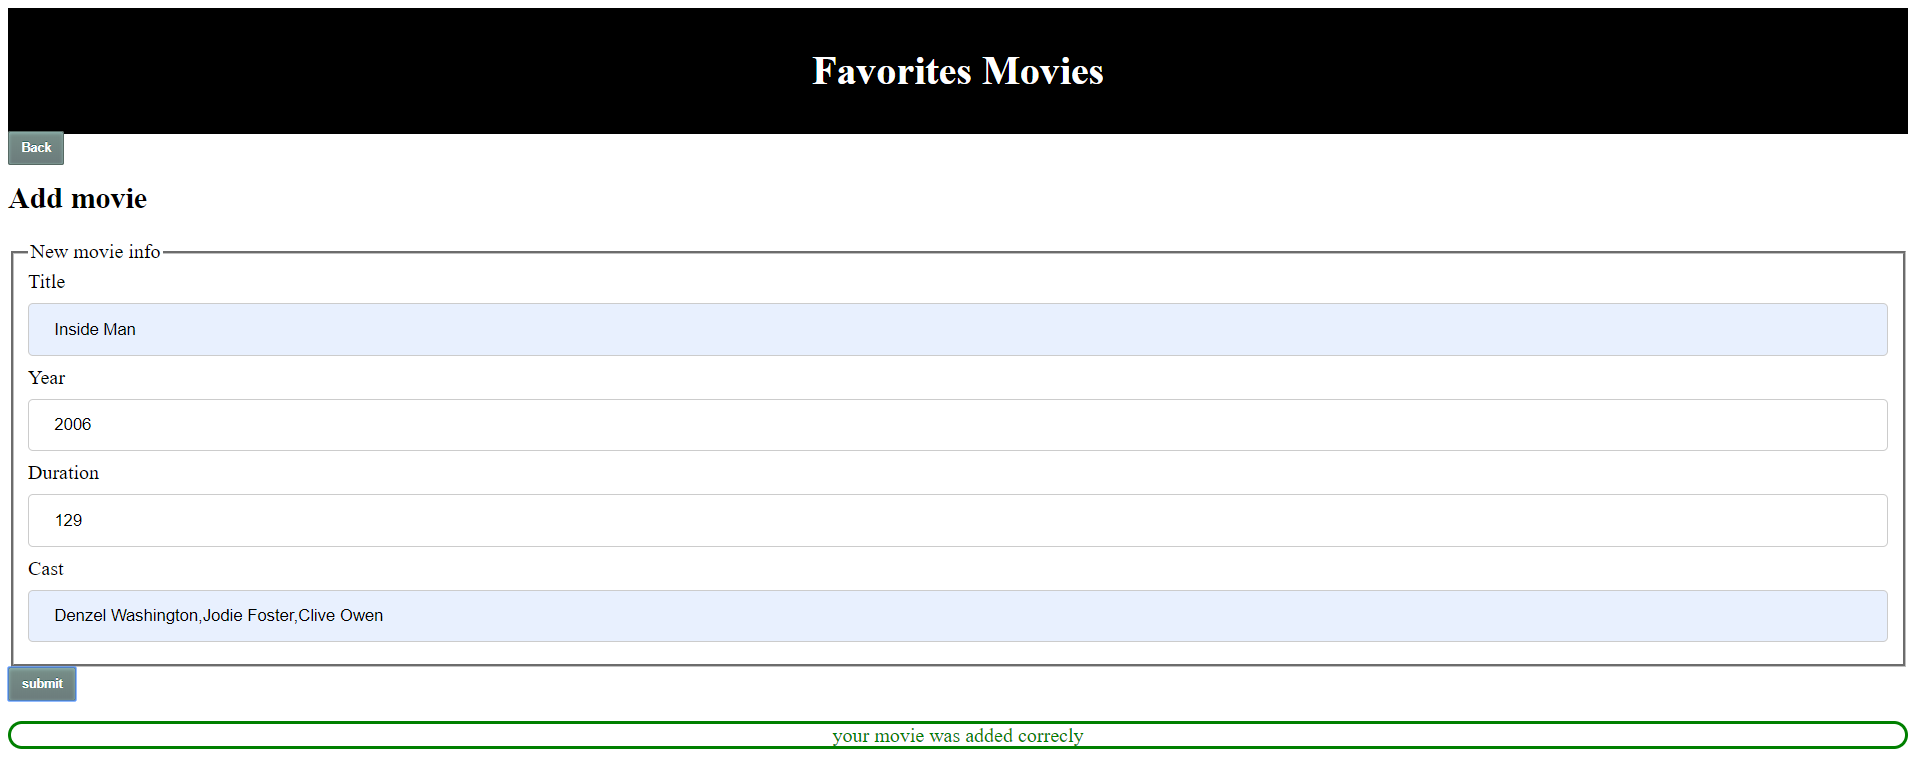 Favorites Movies
Back
Add movie
New movie info
Title
Inside Man
Year
2006
Duration
129
Cast
Denzel Washington,Jodie Foster,Clive Owen
submit
your movie was added correcly